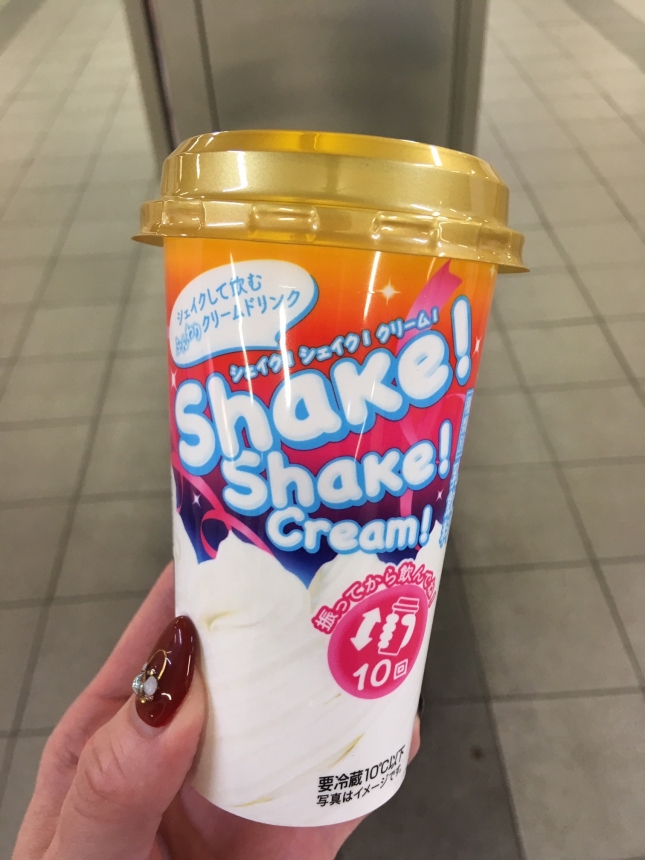 シェイクして飲む
クリームドリンク
シェイク! シェイク! クリーム!
Shake!
Shake!
Cream!
振ってから飲んでね
10回
要冷蔵10℃以下
写真はイメージです。